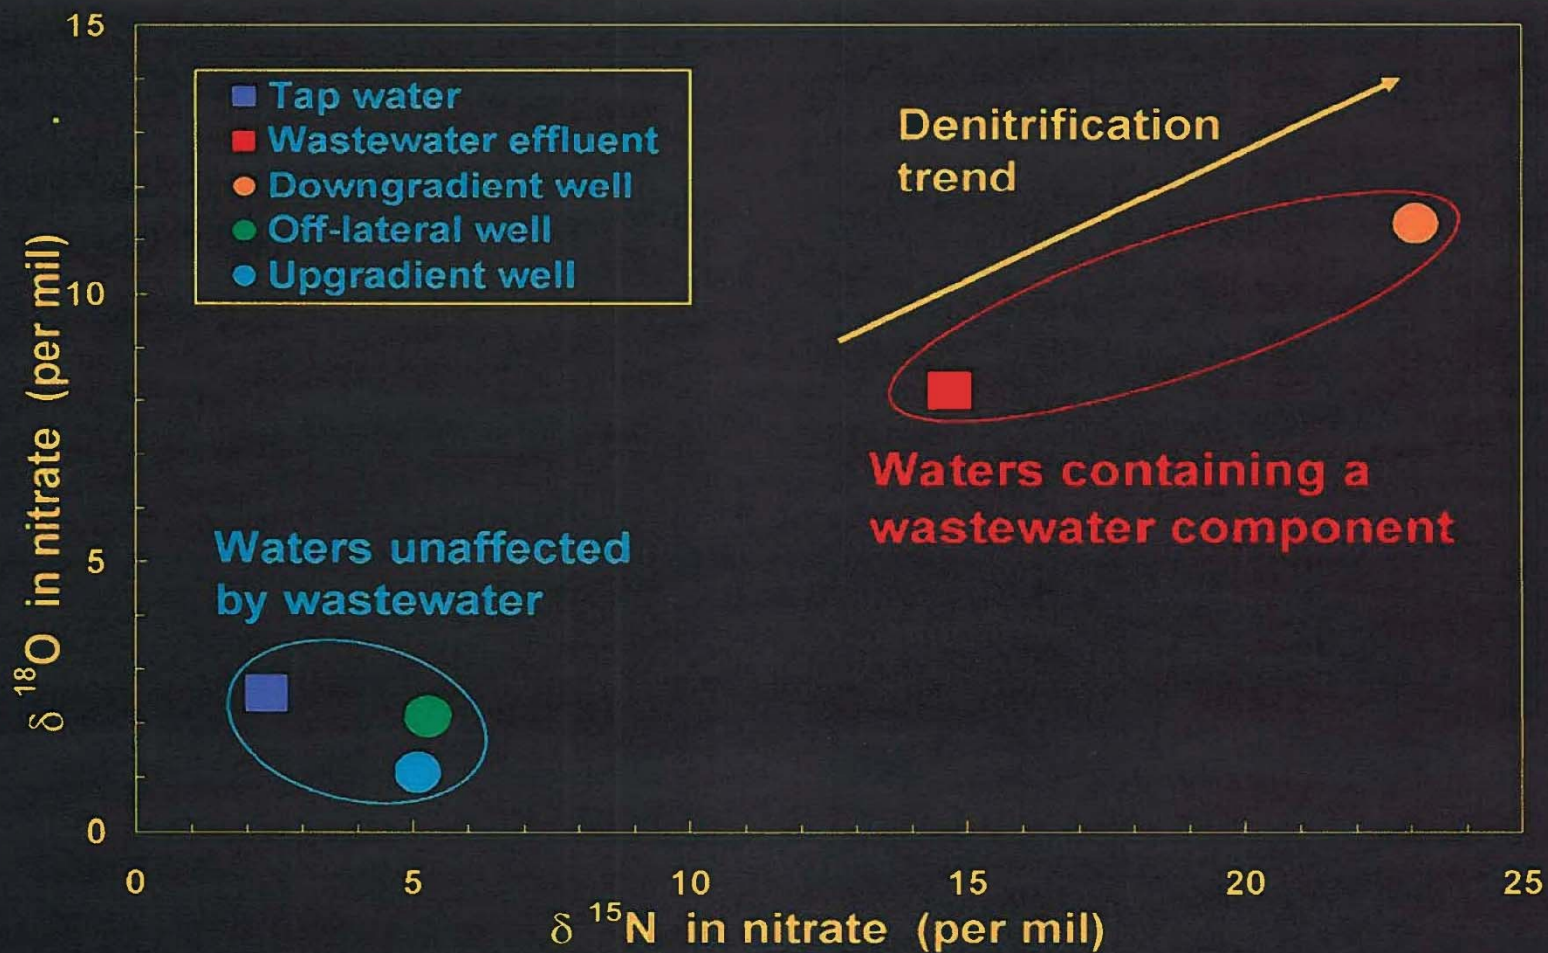 15
Tap water
Wastewater effluent
Downgradient well
Off-lateral well
Upgradient well
Denitrification
trend
10
Waters containing a
wastewater component
Waters unaffected
by wastewater
5
0
δ ¹⁸O in nitrate (per mil)
0 5 10 15 20 25
δ ¹⁵N in nitrate (per mil)